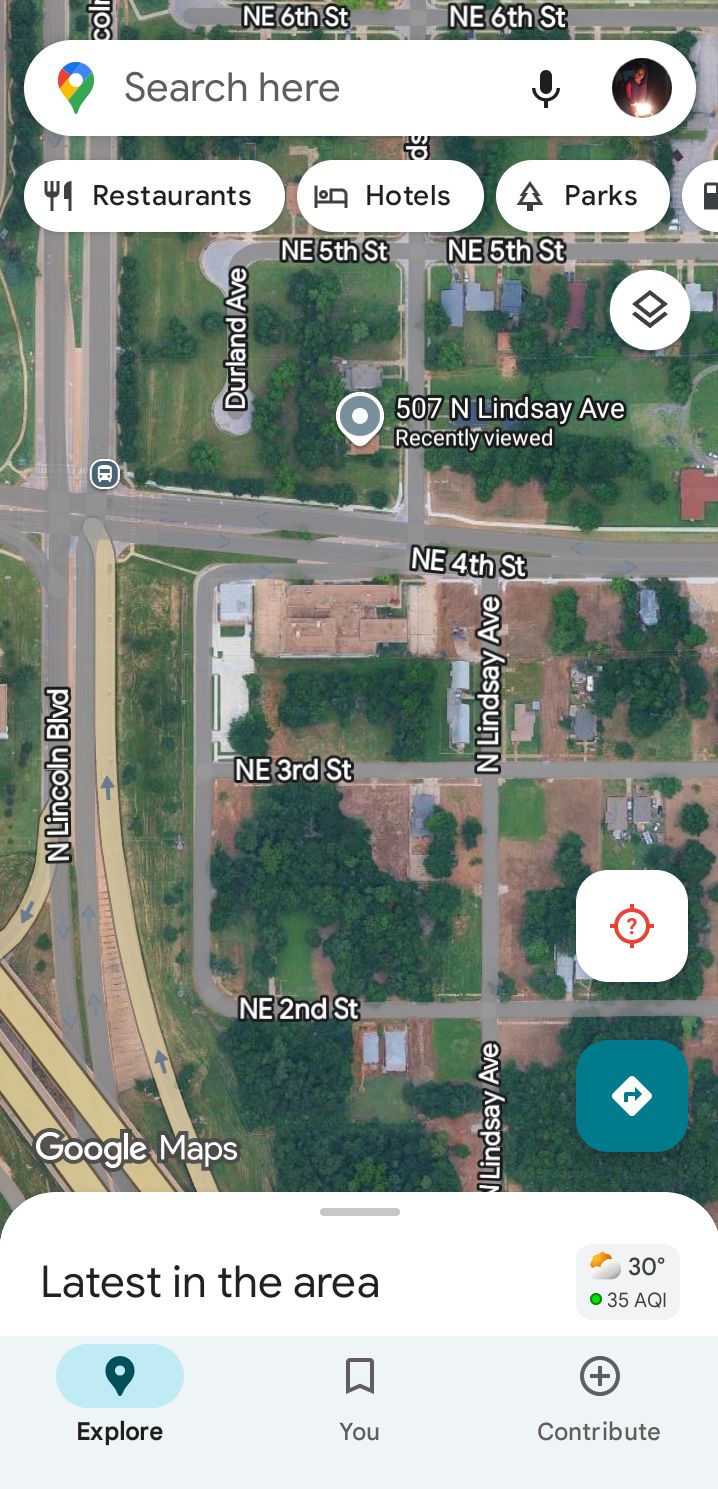 NE 6th St
NE 6th St
Search here
Restaurants
Hotels
Parks
NE 5th St
NE 5th St
Durland Ave
507 N Lindsay Ave
Recently viewed
NE 4th St
N Lindsay Ave
N Lincoln Blvd
NE 3rd St
NE 2nd St
N Lindsay Ave
Google Maps
Latest in the area
30°
35 AQI
Explore
You
Contribute